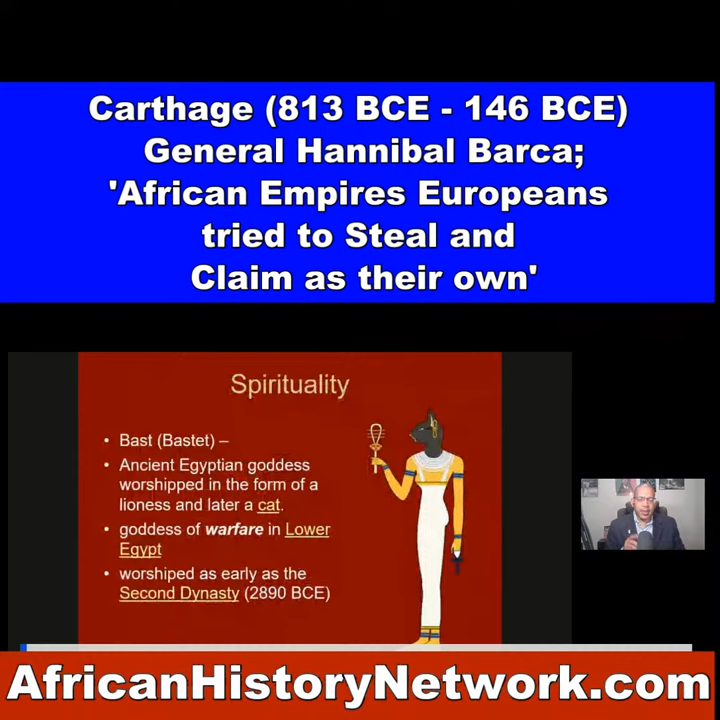 Carthage (813 BCE - 146 BCE)
General Hannibal Barca;
'African Empires Europeans
tried to Steal and
Claim as their own'
Spirituality
• Bast (Bastet) –
• Ancient Egyptian goddess
worshipped in the form of a
lioness and later a cat.
• goddess of warfare in Lower
Egypt
• worshiped as early as the
Second Dynasty (2890 BCE)
AfricanHistoryNetwork.com